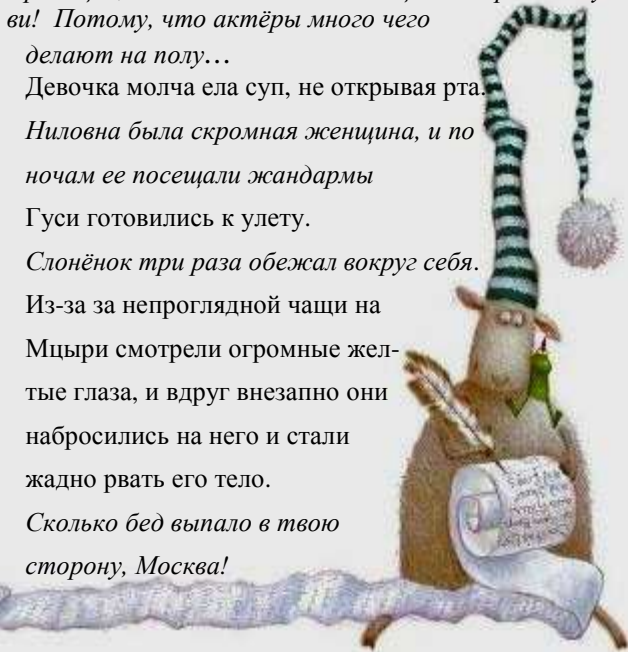 ви! Потому, что актёры много чего
делают на полу...
Девочка молча ела суп, не открывая рта.
Ниловна была скромная женщина, и по
ночам ее посещали жандармы
Гуси готовились к улету.
Слонёнок три раза обежал вокруг себя.
Из-за за непроглядной чащи на
Мцыри смотрели огромные жел-
тые глаза, и вдруг внезапно они
набросились на него и стали
жадно рвать его тело.
Сколько бед выпало в твою
сторону, Москва!